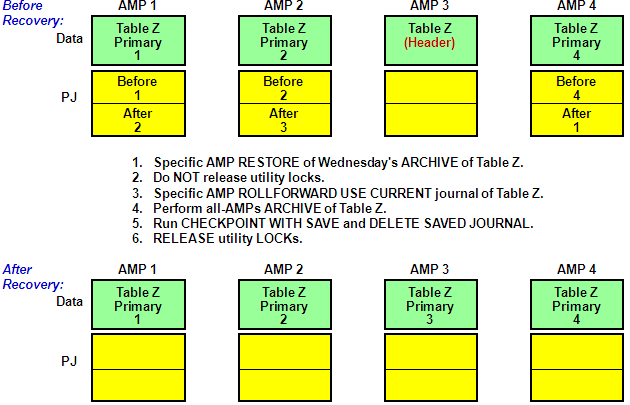 Before
Recovery:
AMP 1
AMP 2
AMP 3
AMP 4
Data
Table Z
Primary
1
Table Z
Primary
2
Table Z
(Header)
Table Z
Primary
4
PJ
Before
1
After
2
Before
2
After
3
Before
4
After
1
1. Specific AMP RESTORE of Wednesday's ARCHIVE of Table Z.
2. Do NOT release utility locks.
3. Specific AMP ROLLFORWARD USE CURRENT journal of Table Z.
4. Perform all-AMPs ARCHIVE of Table Z.
5. Run CHECKPOINT WITH SAVE and DELETE SAVED JOURNAL.
6. RELEASE utility LOCKs.
After
Recovery:
AMP 1
AMP 2
AMP 3
AMP 4
Data
Table Z
Primary
1
Table Z
Primary
2
Table Z
Primary
3
Table Z
Primary
4
PJ